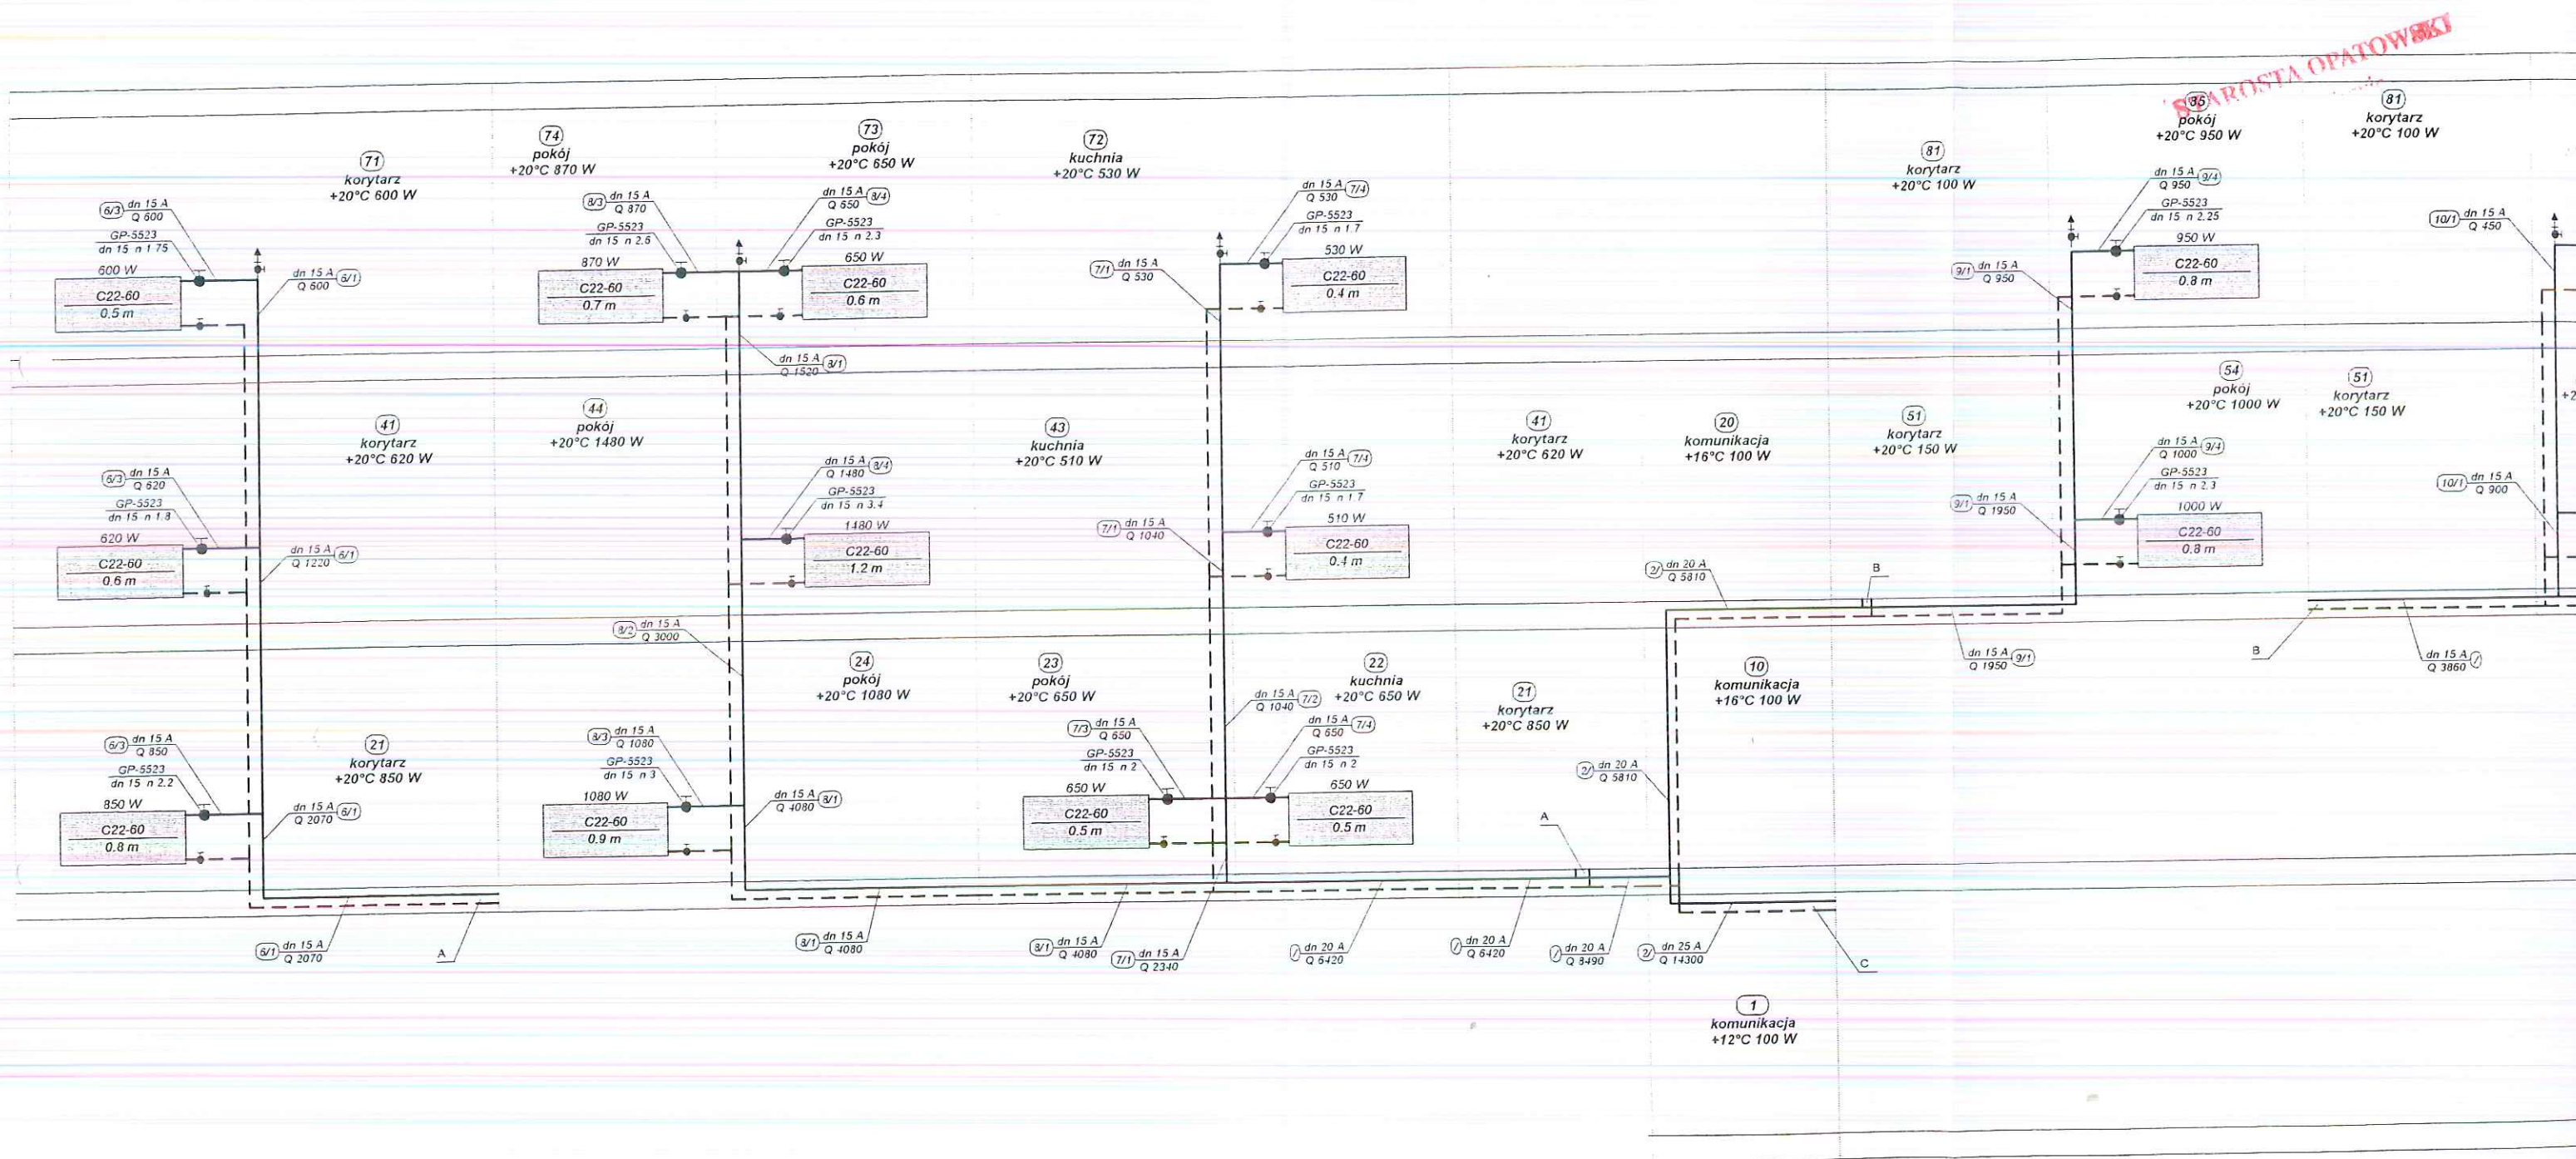 STAROSTA OPATOWSKI
71
korytarz
+20°C 600 W
74
pokój
+20°C 870 W
73
pokój
+20°C 650 W
72
kuchnia
+20°C 530 W
81
korytarz
+20°C 100 W
85
pokój
+20°C 950 W
81
korytarz
+20°C 100 W
6/3 dn 15 A
Q 600
GP-5523
dn 15 n 1.75
600 W
C22-60
0.5 m
dn 15 A 6/1
Q 600
8/3 dn 15 A
Q 870
GP-5523
dn 15 n 2.6
870 W
C22-60
0.7 m
dn 15 A 8/4
Q 650
GP-5523
dn 15 n 2.3
650 W
C22-60
0.6 m
dn 15 A 8/1
Q 1520
7/1 dn 15 A
Q 530
dn 15 A 7/4
Q 530
GP-5523
dn 15 n 1.7
530 W
C22-60
0.4 m
9/1 dn 15 A
Q 950
dn 15 A 9/4
Q 950
GP-5523
dn 15 n 2.25
950 W
C22-60
0.8 m
10/1 dn 15 A
Q 450
41
korytarz
+20°C 620 W
44
pokój
+20°C 1480 W
43
kuchnia
+20°C 510 W
41
korytarz
+20°C 620 W
20
komunikacja
+16°C 100 W
51
korytarz
+20°C 150 W
54
pokój
+20°C 1000 W
51
korytarz
+20°C 150 W
+2
6/3 dn 15 A
Q 620
GP-5523
dn 15 n 1.8
620 W
C22-60
0.6 m
dn 15 A 6/1
Q 1220
dn 15 A 8/4
Q 1480
GP-5523
dn 15 n 3.4
1480 W
C22-60
1.2 m
7/1 dn 15 A
Q 1040
dn 15 A 7/4
Q 510
GP-5523
dn 15 n 1.7
510 W
C22-60
0.4 m
2/ dn 20 A
Q 5810
B
9/1 dn 15 A
Q 1950
dn 15 A 9/4
Q 1000
GP-5523
dn 15 n 2.3
1000 W
C22-60
0.8 m
10/1 dn 15 A
Q 900
8/2 dn 15 A
Q 3000
dn 15 A 9/1
Q 1950
B
dn 15 A /
Q 3860
21
korytarz
+20°C 850 W
24
pokój
+20°C 1080 W
23
pokój
+20°C 650 W
22
kuchnia
+20°C 650 W
21
korytarz
+20°C 850 W
10
komunikacja
+16°C 100 W
6/3 dn 15 A
Q 850
GP-5523
dn 15 n 2.2
850 W
C22-60
0.8 m
dn 15 A 6/1
Q 2070
8/3 dn 15 A
Q 1080
GP-5523
dn 15 n 3
1080 W
C22-60
0.9 m
dn 15 A 8/1
Q 4080
7/3 dn 15 A
Q 650
GP-5523
dn 15 n 2
650 W
C22-60
0.5 m
dn 15 A 7/2
Q 1040
dn 15 A 7/4
Q 650
GP-5523
dn 15 n 2
650 W
C22-60
0.5 m
2/ dn 20 A
Q 5810
A
6/1 dn 15 A
Q 2070
A
8/1 dn 15 A
Q 4080
8/1 dn 15 A
Q 4080
7/1 dn 15 A
Q 2340
/ dn 20 A
Q 6420
/ dn 20 A
Q 6420
/ dn 20 A
Q 8490
2/ dn 25 A
Q 14300
C
1
komunikacja
+12°C 100 W